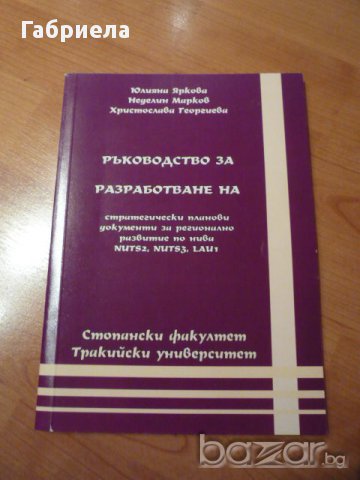 Габриела
Юлияна Яркова
Неделин Марков
Христослава Георгиева
РЪКОВОДСТВО ЗА
РАЗРАБОТВАНЕ НА
стратегически планови
документи за регионално
развитие по нива
NUTS2, NUTS3, LAU1
Стопански факултет
Тракийски университет
bazar.bg